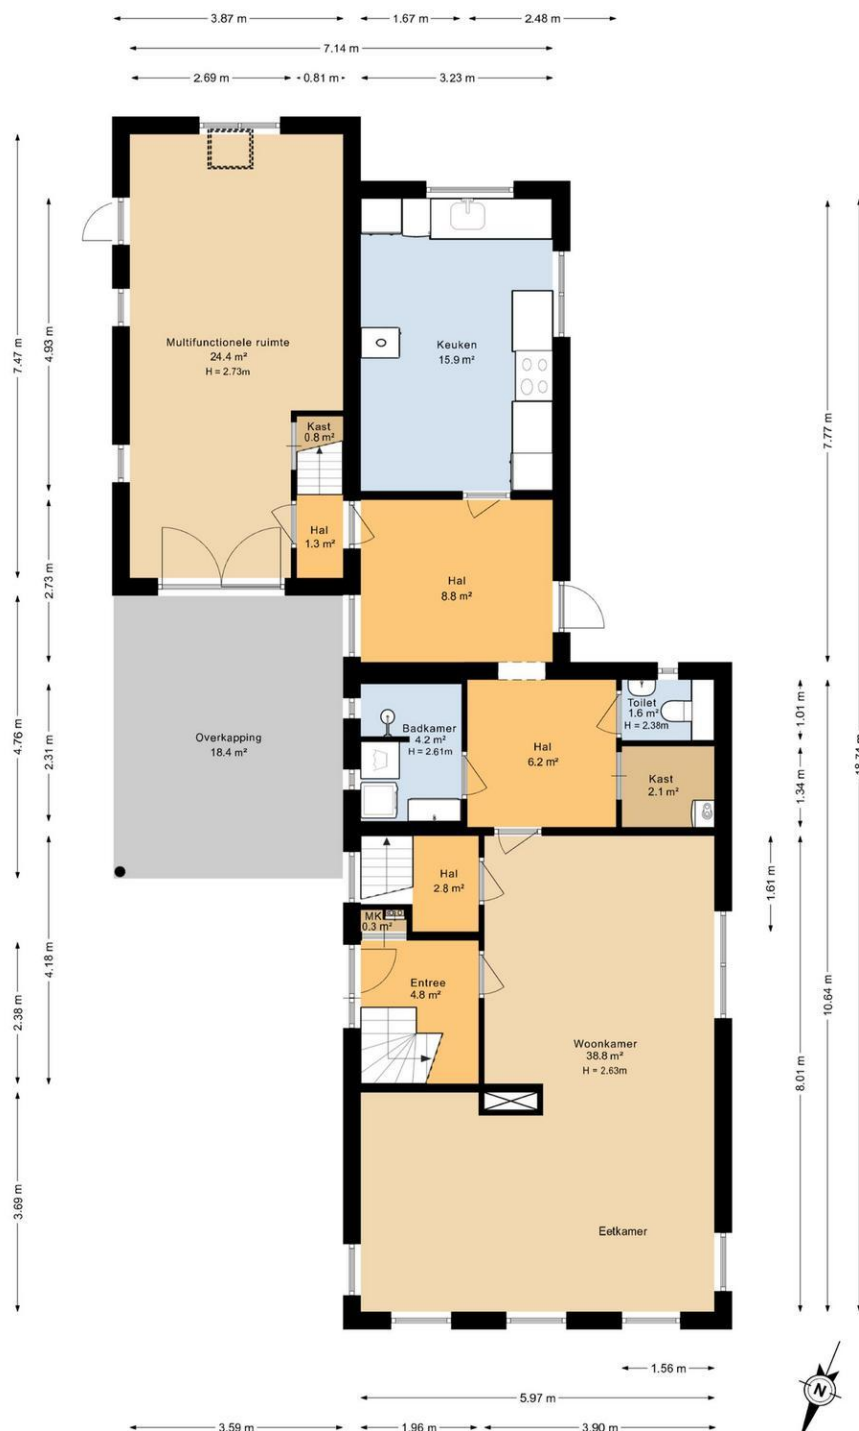 3.87 m
1.67 m
2.48 m
7.14 m
2.69 m
0.81 m
3.23 m
7.47 m
4.93 m
2.73 m
4.76 m
2.31 m
4.18 m
2.38 m
3.69 m
Multifunctionele ruimte
24.4 m²
H = 2.73m
Keuken
15.9 m²
Kast
0.8 m²
Hal
1.3 m²
Hal
8.8 m²
Overkapping
18.4 m²
Badkamer
4.2 m²
H = 2.61m
Hal
6.2 m²
Toilet
1.6 m²
H = 2.38m
Kast
2.1 m²
Hal
2.8 m²
MK
0.3 m²
Entree
4.8 m²
Woonkamer
38.8 m²
H = 2.63m
Eetkamer
7.77 m
1.01 m
1.34 m
1.61 m
10.64 m
8.01 m
1.56 m
5.97 m
3.59 m
1.96 m
3.90 m
N